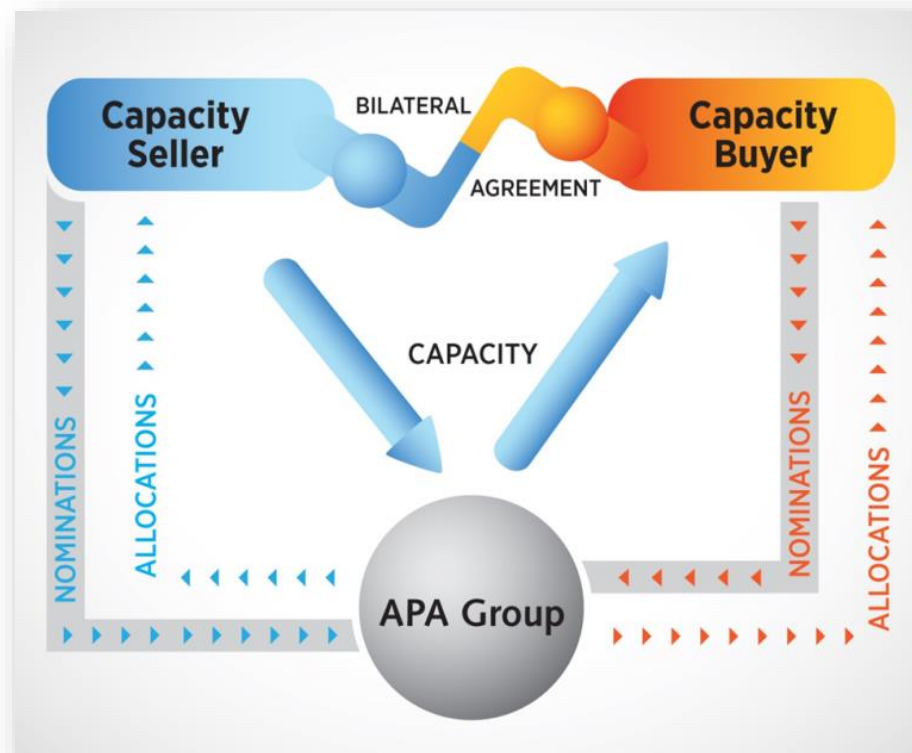 Capacity
Seller
BILATERAL
AGREEMENT
Capacity
Buyer
CAPACITY
NOMINATIONS
ALLOCATIONS
NOMINATIONS
ALLOCATIONS
APA Group